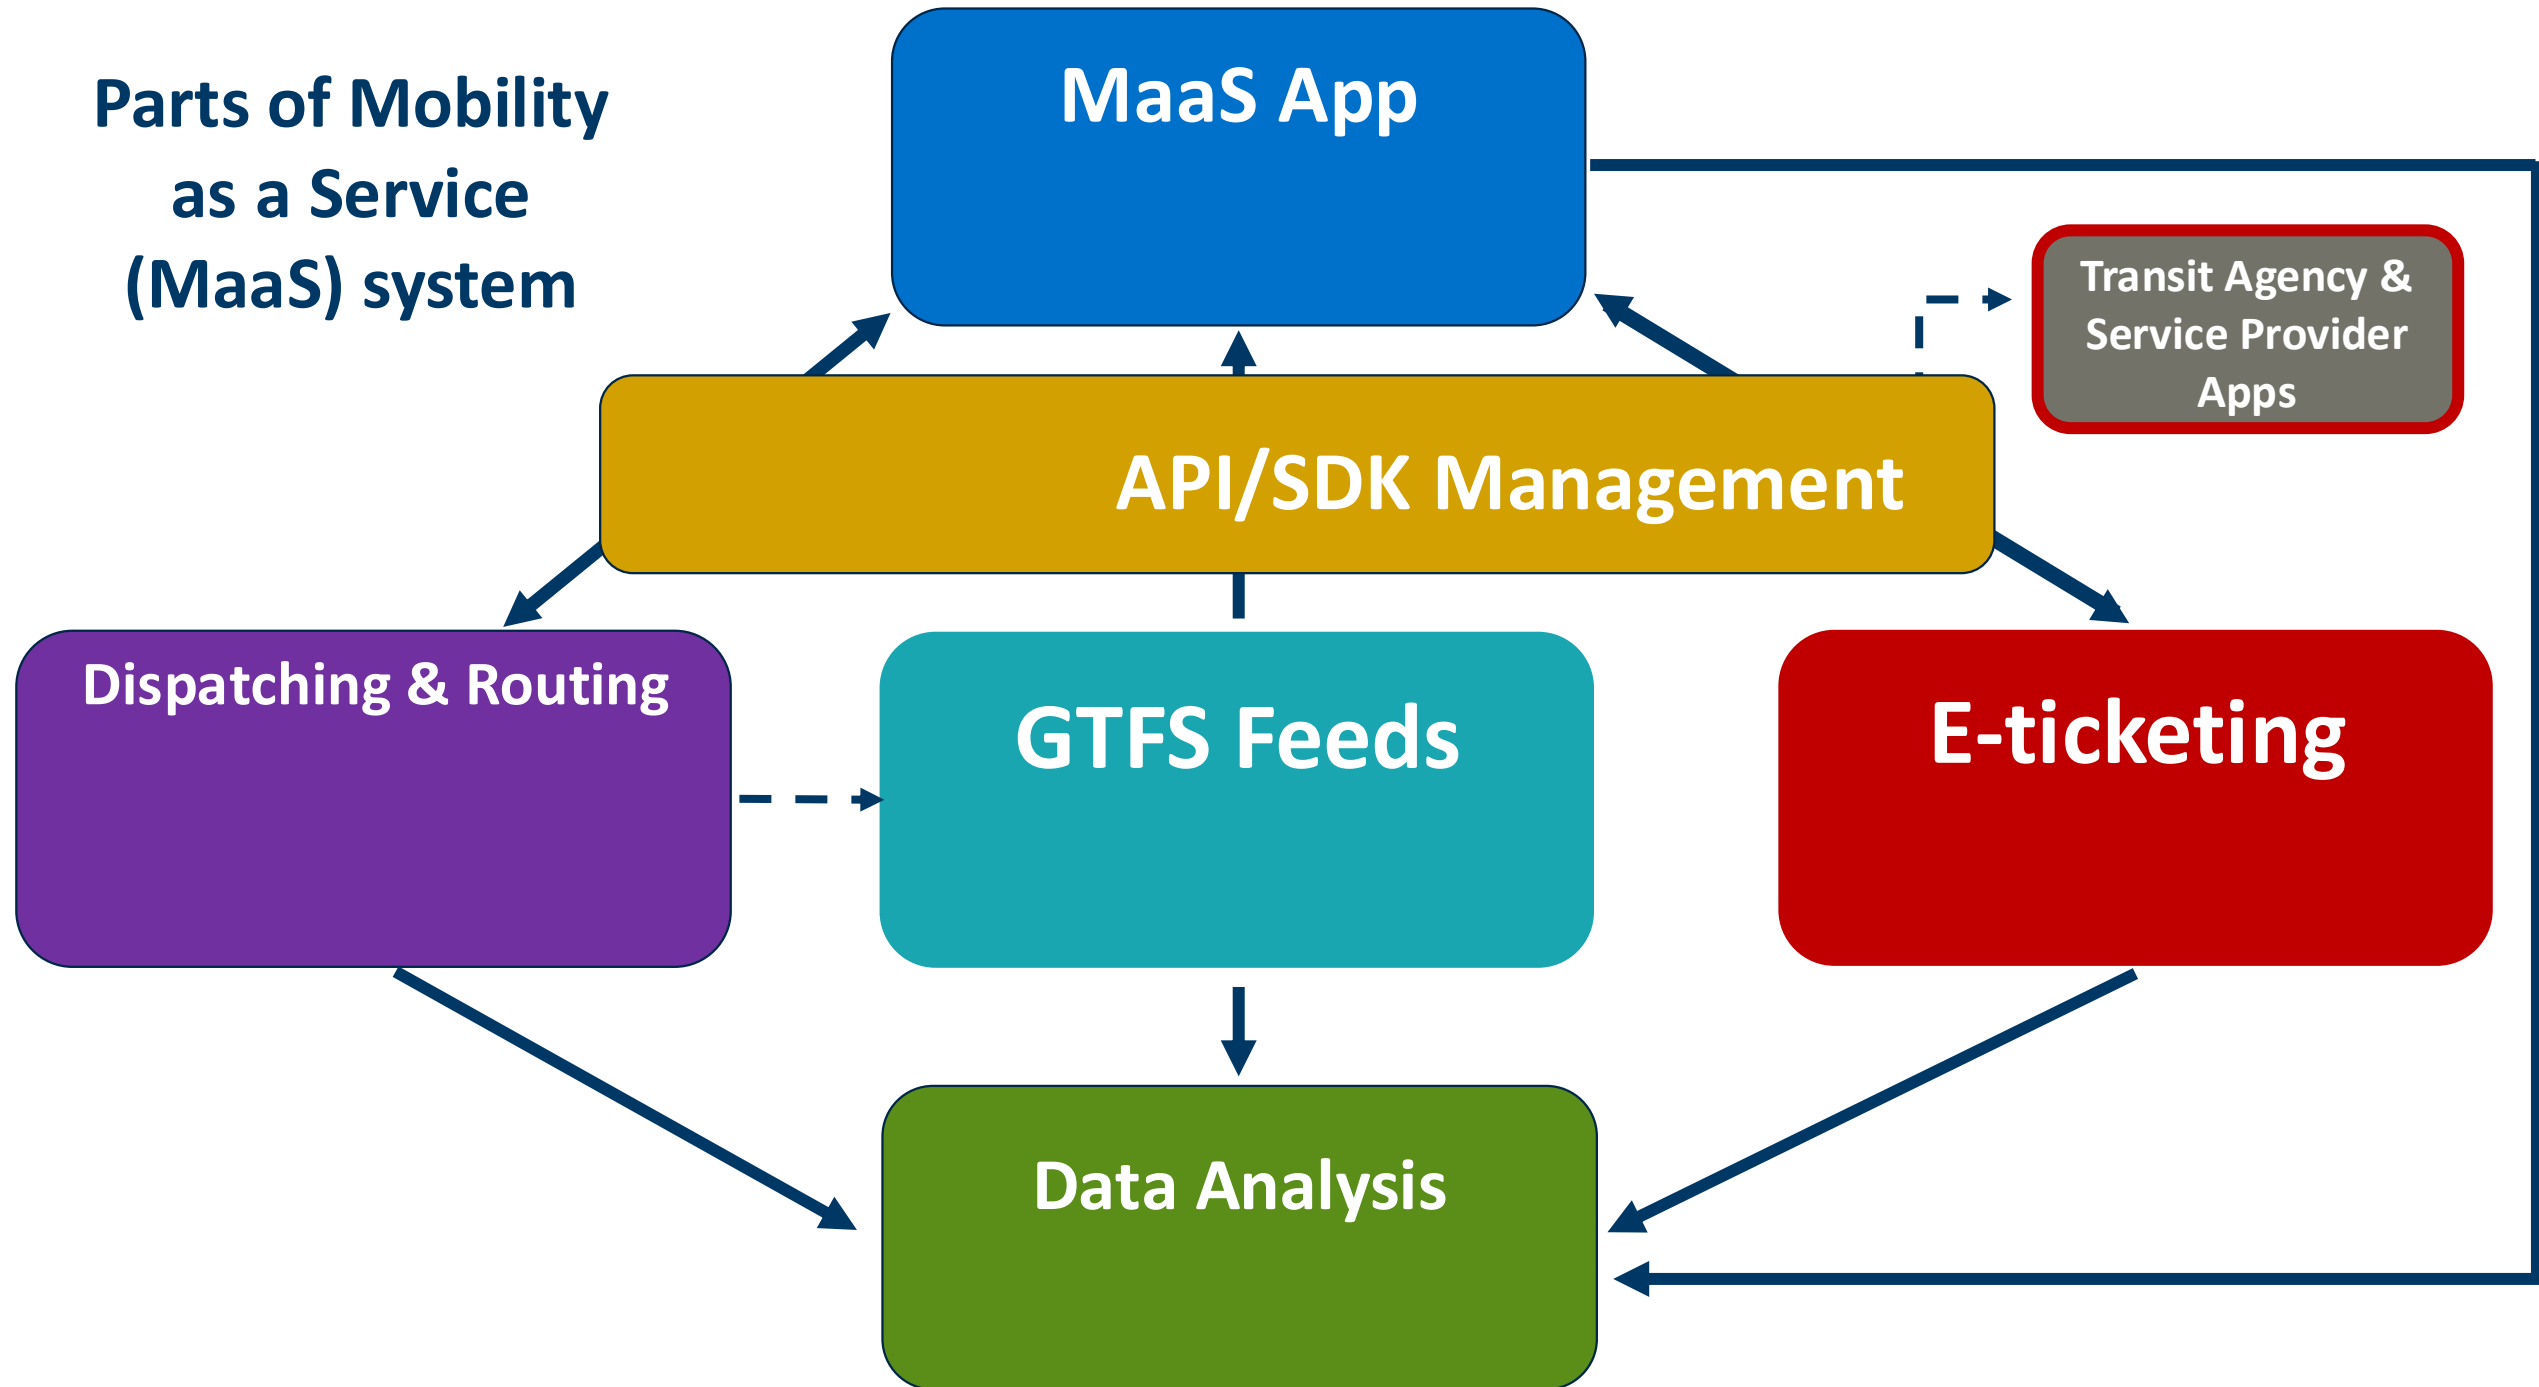 Parts of Mobility
as a Service
(MaaS) system
MaaS App
Transit Agency &
Service Provider
Apps
API/SDK Management
Dispatching & Routing
GTFS Feeds
E-ticketing
Data Analysis